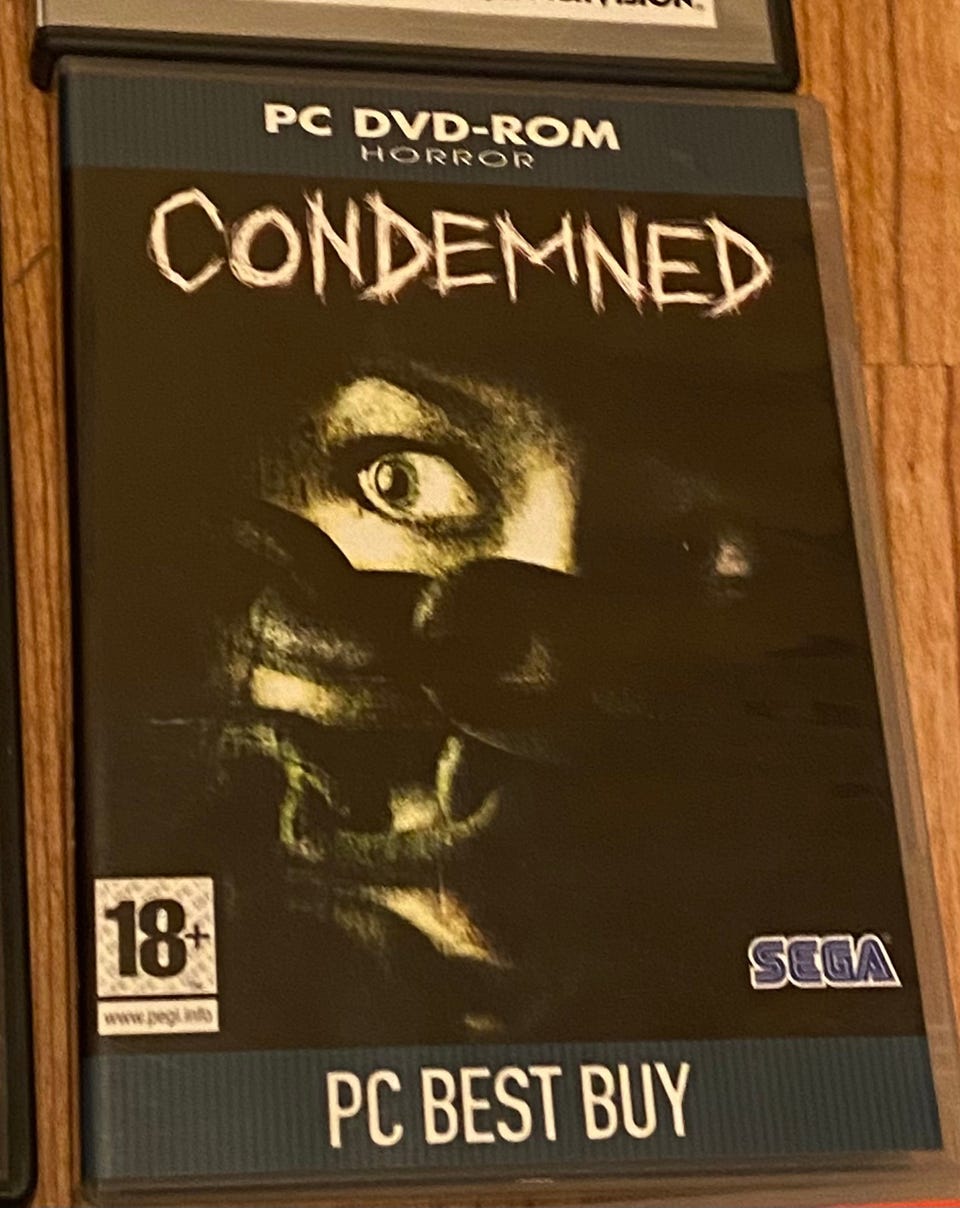 PC DVD-ROM
HORROR
CONDEMNED
18+
www.pegi.info
SEGA
PC BEST BUY